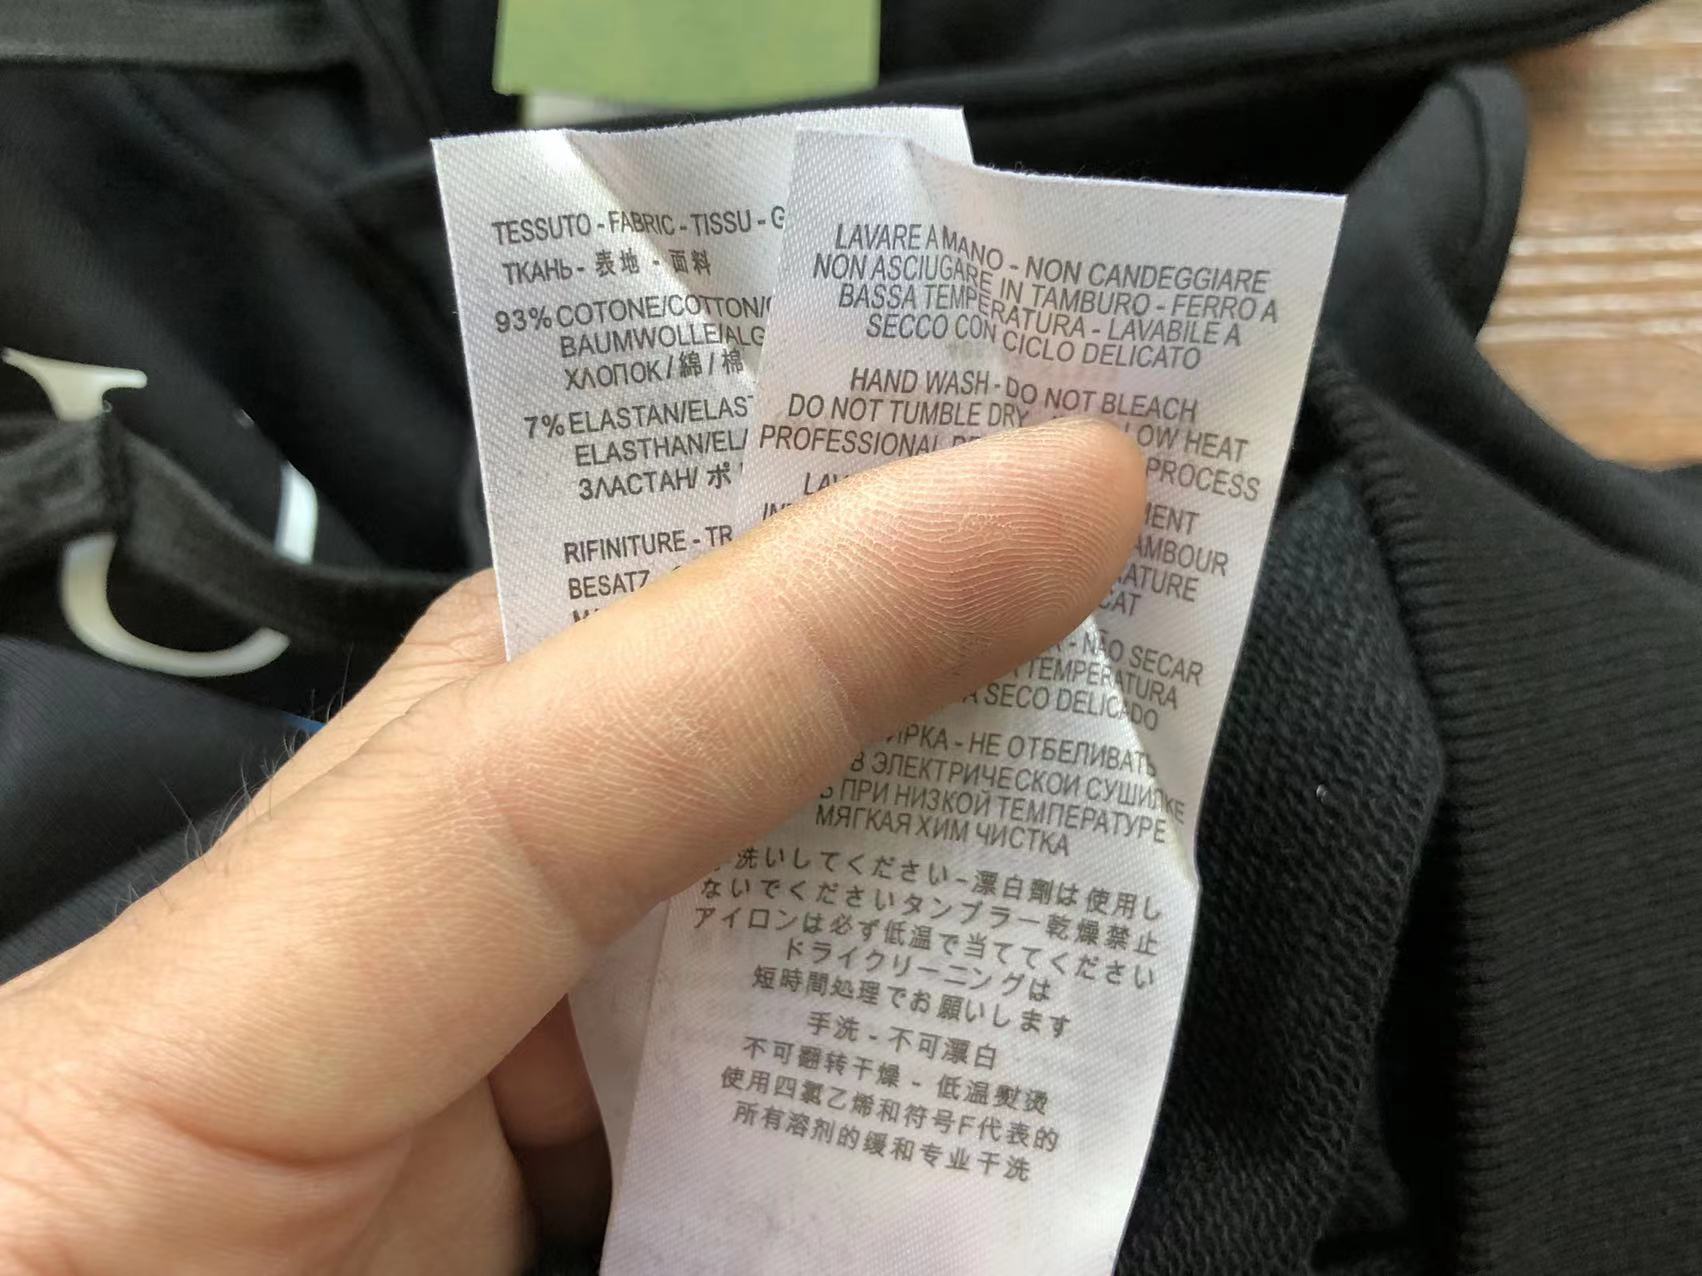 TESSUTO - FABRIC - TISSU -
ТКАНЬ - 表地 - 面料
93% COTONE/COTTON/
BAUMWOLLE/ALG
ХЛОПОК / 綿 / 棉
7% ELASTAN/ELAS
ELASTHAN/ELA
ЗЛАСТАН/ ポ
RIFINITURE - TR
BESATZ
LAVARE A MANO - NON CANDEGGIARE
NON ASCIUGARE IN TAMBURO - FERRO A
BASSA TEMPERATURA - LAVABILE A
SECCO CON CICLO DELICATO
HAND WASH - DO NOT BLEACH
DO NOT TUMBLE DRY LOW HEAT
PROFESSIONAL PROCESS
LAV
MENT
AMBOUR
RATURE
CAT
- NÃO SECAR
TEMPERATURA
A SECO DELICADO
ИРКА - НЕ ОТБЕЛИВАТЬ
В ЭЛЕКТРИЧЕСКОЙ СУШИЛКЕ
Ь ПРИ НИЗКОЙ ТЕМПЕРАТУРЕ
МЯГКАЯ ХИМ ЧИСТКА
洗いしてください-漂白劑は使用し
ないでくださいタンブラー乾燥禁止
アイロンは必ず低温で当ててください
ドライクリーニングは
短時間処理でお願いします
手洗 - 不可漂白
不可翻转干燥 - 低温熨烫
使用四氯乙烯和符号F代表的
所有溶剂的缓和专业干洗